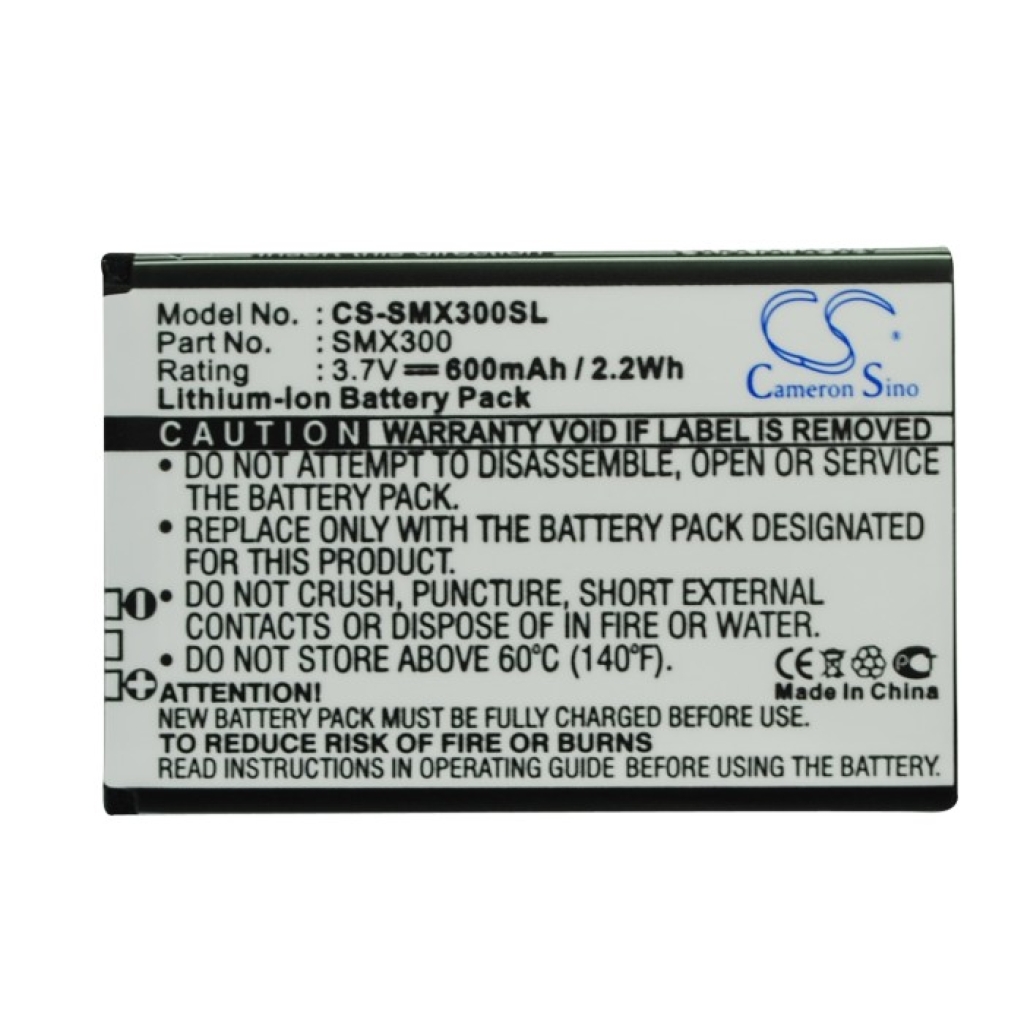 Insert this direction
Model No. : CS-SMX300SL
Part No. : SMX300
Rating : 3.7V 600mAh / 2.2Wh
Lithium-Ion Battery Pack
CS
Cameron Sino
CAUTION WARRANTY VOID IF LABEL IS REMOVED
• DO NOT ATTEMPT TO DISASSEMBLE, OPEN OR SERVICE
THE BATTERY PACK.
• REPLACE ONLY WITH THE BATTERY PACK DESIGNATED
FOR THIS PRODUCT.
• DO NOT CRUSH, PUNCTURE, SHORT EXTERNAL
CONTACTS OR DISPOSE OF IN FIRE OR WATER.
• DO NOT STORE ABOVE 60°C (140°F).
CE PC
Made In China
ATTENTION!
NEW BATTERY PACK MUST BE FULLY CHARGED BEFORE USE.
TO REDUCE RISK OF FIRE OR BURNS
READ INSTRUCTIONS IN OPERATING GUIDE BEFORE USING THE BATTERY.